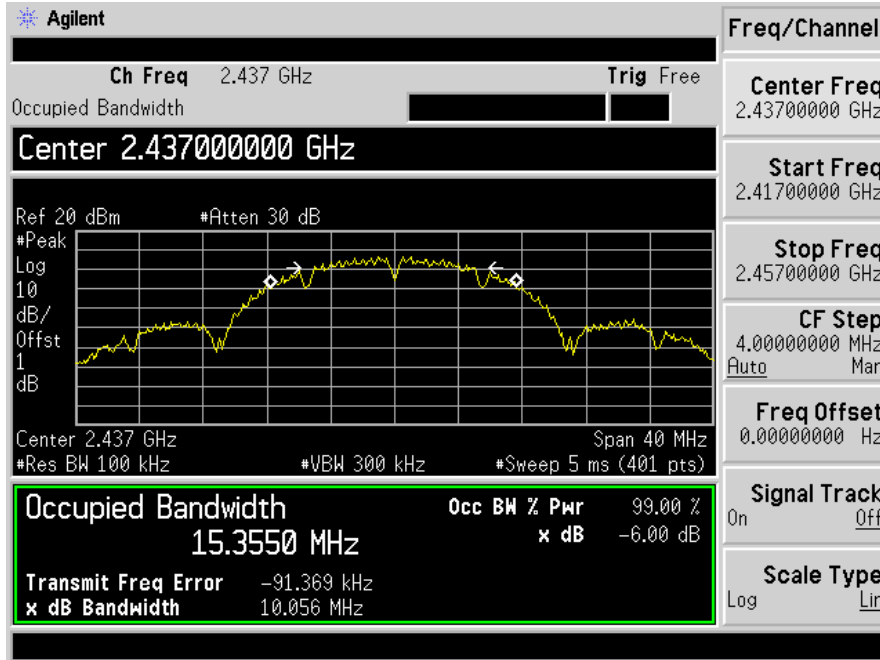 Agilent
Ch Freq 2.437 GHz Trig Free
Occupied Bandwidth
Center 2.437000000 GHz
Ref 20 dBm #Atten 30 dB
#Peak
Log
10
dB/
Offst
1
dB
Center 2.437 GHz Span 40 MHz
#Res BW 100 kHz #VBW 300 kHz #Sweep 5 ms (401 pts)
Occupied Bandwidth
15.3550 MHz
Occ BW % Pwr 99.00 %
x dB -6.00 dB
Transmit Freq Error -91.369 kHz
x dB Bandwidth 10.056 MHz
Freq/Channel
Center Freq
2.43700000 GHz
Start Freq
2.41700000 GHz
Stop Freq
2.45700000 GHz
CF Step
4.00000000 MHz
Auto Man
Freq Offset
0.00000000 Hz
Signal Track
On Off
Scale Type
Log Lin